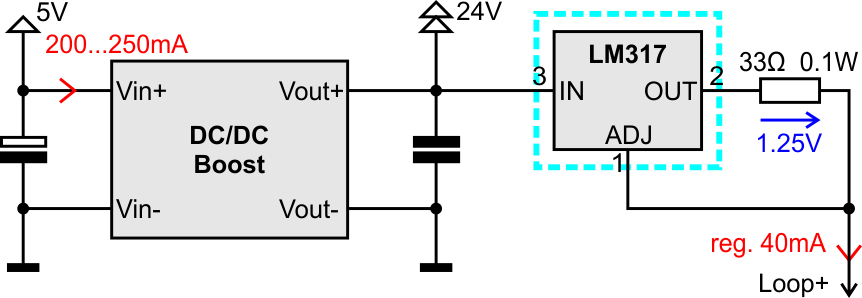 5V
24V
200...250mA
LM317
33Ω 0.1W
3
2
Vin+
Vout+
IN
OUT
DC/DC
Boost
ADJ
1.25V
1
Vin-
Vout-
reg. 40mA
Loop+